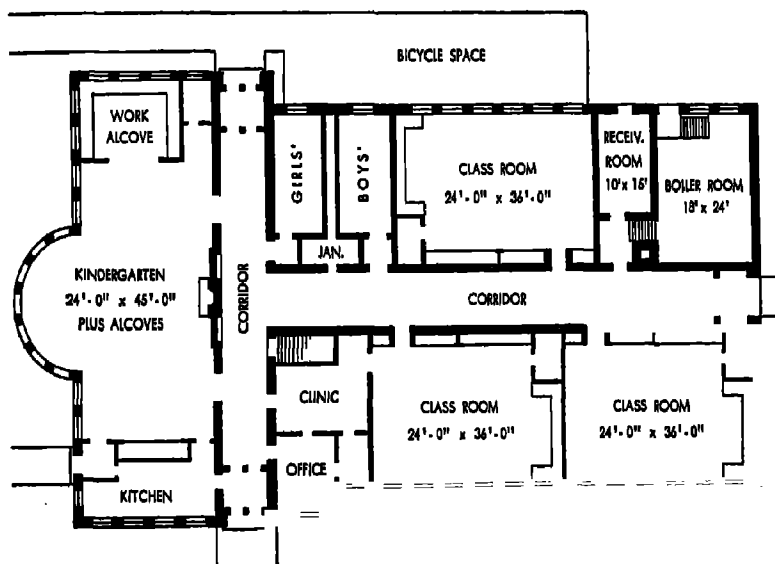 BICYCLE SPACE
WORK
ALCOVE
GIRLS'
BOYS'
CLASS ROOM
24'-0" x 36'-0"
RECEIV.
ROOM
10' x 15'
BOILER ROOM
18' x 24'
JAN.
KINDERGARTEN
24'-0" x 45'-0"
PLUS ALCOVES
CORRIDOR
CORRIDOR
CLINIC
CLASS ROOM
24'-0" x 36'-0"
CLASS ROOM
24'-0" x 36'-0"
OFFICE
KITCHEN